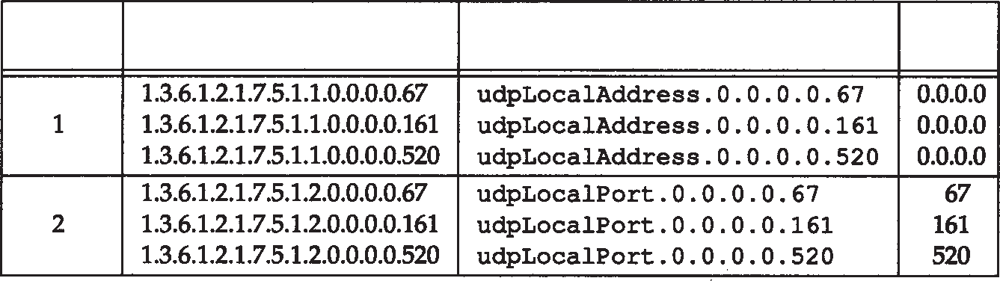 1.3.6.1.2.1.7.5.1.1.0.0.0.0.67 udpLocalAddress.0.0.0.0.67 0.0.0.0
1 1.3.6.1.2.1.7.5.1.1.0.0.0.0.161 udpLocalAddress.0.0.0.0.161 0.0.0.0
1.3.6.1.2.1.7.5.1.1.0.0.0.0.520 udpLocalAddress.0.0.0.0.520 0.0.0.0
1.3.6.1.2.1.7.5.1.2.0.0.0.0.67 udpLocalPort.0.0.0.0.67 67
2 1.3.6.1.2.1.7.5.1.2.0.0.0.0.161 udpLocalPort.0.0.0.0.161 161
1.3.6.1.2.1.7.5.1.2.0.0.0.0.520 udpLocalPort.0.0.0.0.520 520